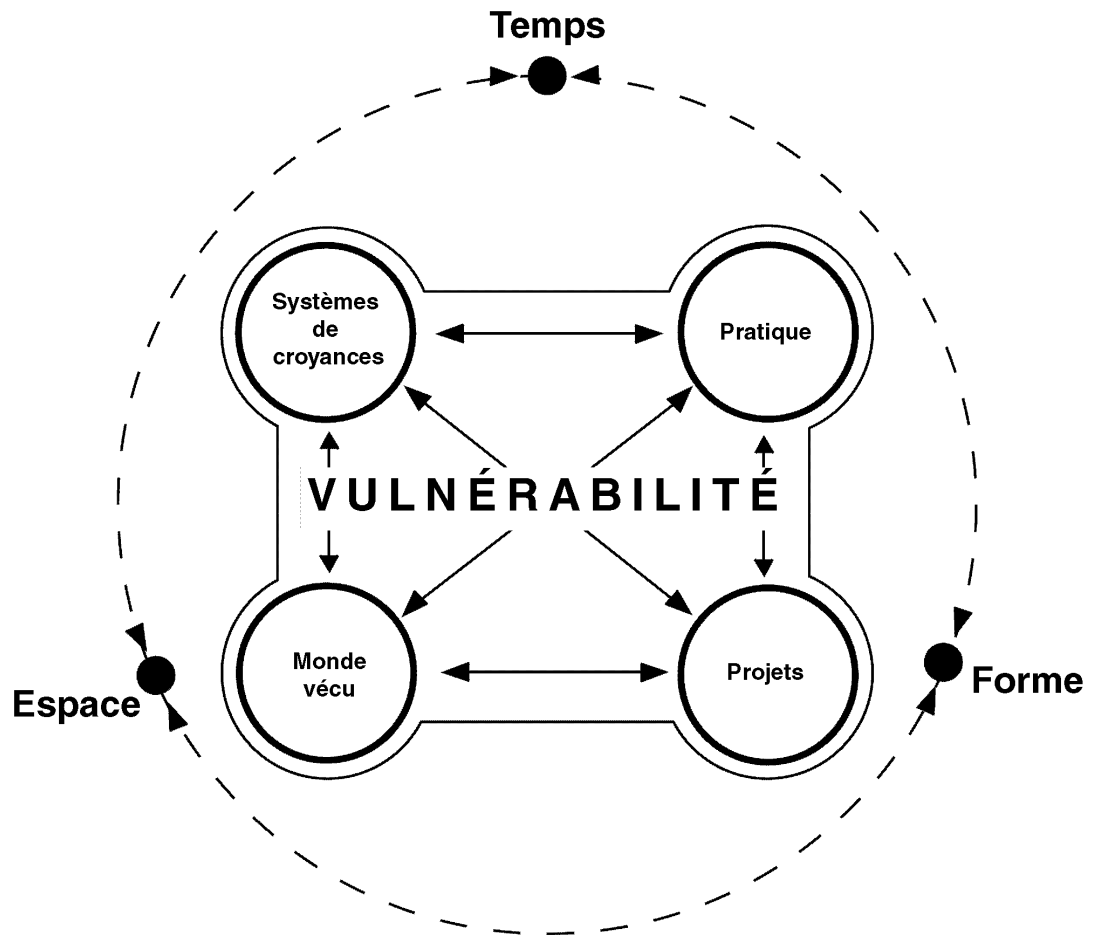 Temps
Systèmes
de
croyances
Pratique
VULNÉRABILITÉ
Monde
vécu
Projets
Espace
Forme